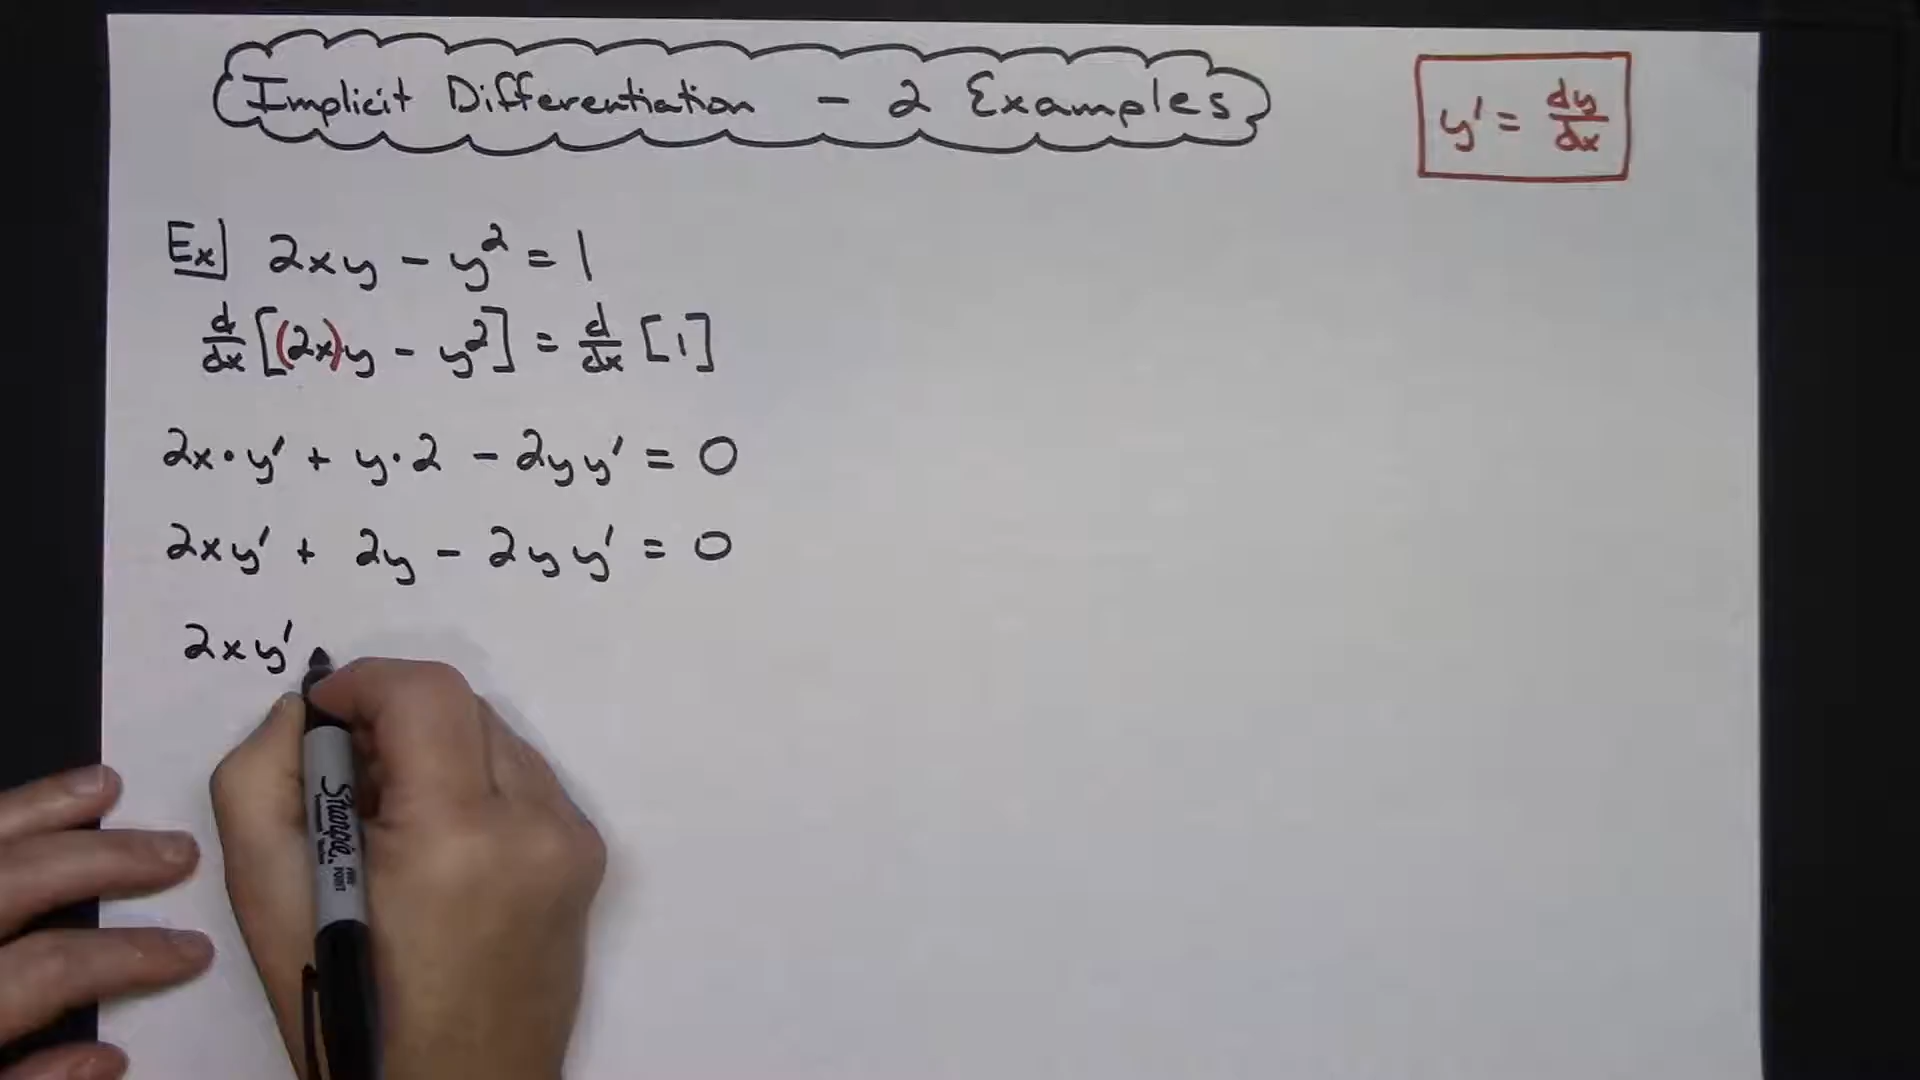 Implicit Differentiation - 2 Examples
y' = dy/dx
Ex] 2xy - y² = 1
d/dx [(2x)y - y²] = d/dx [1]
2x·y' + y·2 - 2yy' = 0
2xy' + 2y - 2yy' = 0
2xy'
Sharpie